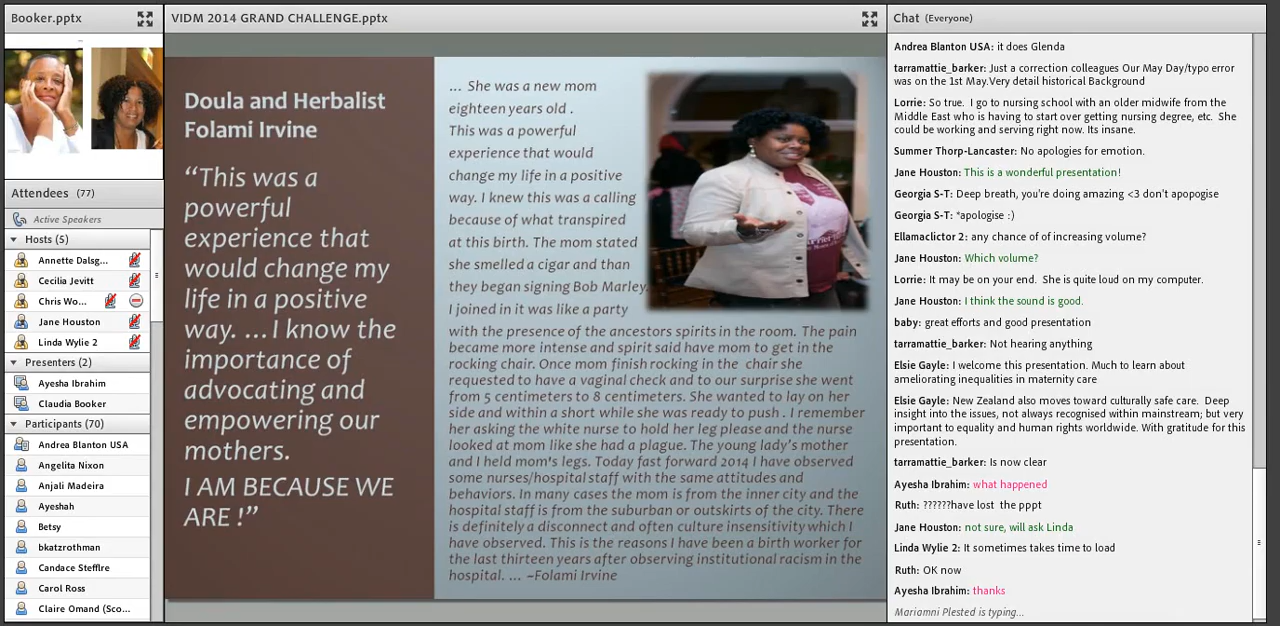 Booker.pptx
Attendees (77)
Active Speakers
Hosts (5)
Annette Dalsg...
Cecilia Jevitt
Chris Wo...
Jane Houston
Linda Wylie 2
Presenters (2)
Ayesha Ibrahim
Claudia Booker
Participants (70)
Andrea Blanton USA
Angelita Nixon
Anjali Madeira
Ayeshah
Betsy
bkatzrothman
Candace Stefflre
Carol Ross
Claire Omand (Sco...
VIDM 2014 GRAND CHALLENGE.pptx
Doula and Herbalist
Folami Irvine
“This was a
powerful
experience that
would change my
life in a positive
way. ...I know the
importance of
advocating and
empowering our
mothers.
I AM BECAUSE WE
ARE !”
... She was a new mom
eighteen years old .
This was a powerful
experience that would
change my life in a positive
way. I knew this was a calling
because of what transpired
at this birth. The mom stated
she smelled a cigar and than
they began signing Bob Marley.
I joined in it was like a party
with the presence of the ancestors spirits in the room. The pain
became more intense and spirit said have mom to get in the
rocking chair. Once mom finish rocking in the chair she
requested to have a vaginal check and to our surprise she went
from 5 centimeters to 8 centimeters. She wanted to lay on her
side and within a short while she was ready to push . I remember
her asking the white nurse to hold her leg please and the nurse
looked at mom like she had a plague. The young lady's mother
and I held mom's legs. Today fast forward 2014 I have observed
some nurses/hospital staff with the same attitudes and
behaviors. In many cases the mom is from the inner city and the
hospital staff is from the suburban or outskirts of the city. There
is definitely a disconnect and often culture insensitivity which I
have observed. This is the reasons I have been a birth worker for
the last thirteen years after observing institutional racism in the
hospital. ... ~Folami Irvine
Chat (Everyone)
Andrea Blanton USA: it does Glenda
tarramattie_barker: Just a correction colleagues Our May Day/typo error
was on the 1st May.Very detail historical Background
Lorrie: So true. I go to nursing school with an older midwife from the
Middle East who is having to start over getting nursing degree, etc. She
could be working and serving right now. Its insane.
Summer Thorp-Lancaster: No apologies for emotion.
Jane Houston: This is a wonderful presentation!
Georgia S-T: Deep breath, you're doing amazing <3 don't apopogise
Georgia S-T: *apologise :)
Ellamaclictor 2: any chance of of increasing volume?
Jane Houston: Which volume?
Lorrie: It may be on your end. She is quite loud on my computer.
Jane Houston: I think the sound is good.
baby: great efforts and good presentation
tarramattie_barker: Not hearing anything
Elsie Gayle: I welcome this presentation. Much to learn about
ameliorating inequalities in maternity care
Elsie Gayle: New Zealand also moves toward culturally safe care. Deep
insight into the issues, not always recognised within mainstream; but very
important to equality and human rights worldwide. With gratitude for this
presentation.
tarramattie_barker: Is now clear
Ayesha Ibrahim: what happened
Ruth: ??????have lost the pppt
Jane Houston: not sure, will ask Linda
Linda Wylie 2: It sometimes takes time to load
Ruth: OK now
Ayesha Ibrahim: thanks
Mariamni Plested is typing...